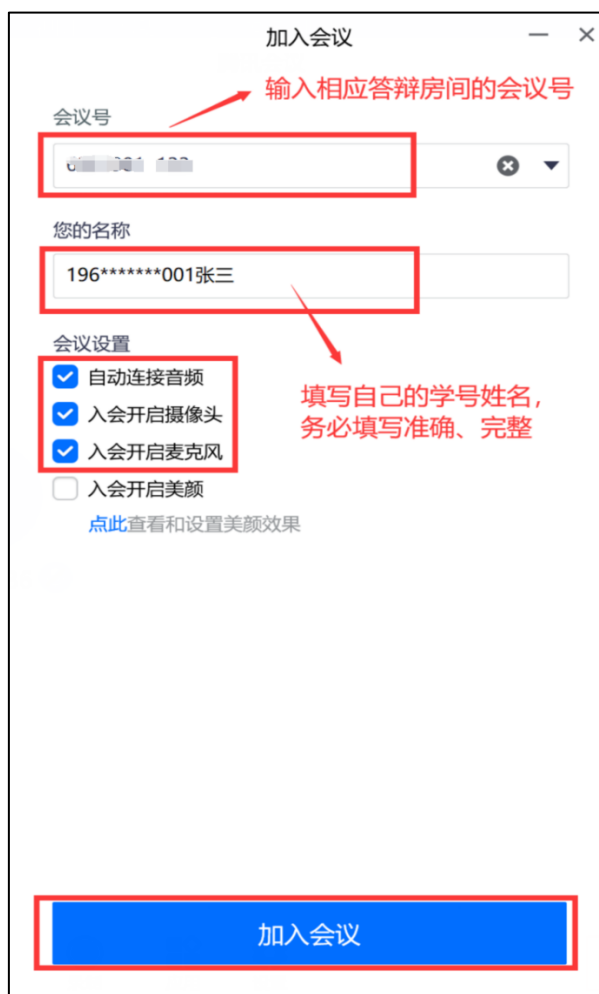 加入会议
输入相应答辩房间的会议号
会议号
您的名称
196*******001张三
会议设置
自动连接音频
入会开启摄像头
入会开启麦克风
填写自己的学号姓名,
务必填写准确、完整
入会开启美颜
点此查看和设置美颜效果
加入会议